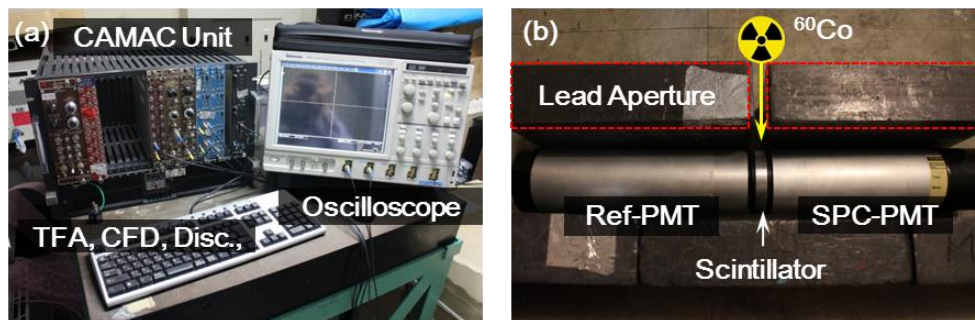 (a)
CAMAC Unit
Oscilloscope
TFA, CFD, Disc.,
(b)
⁶⁰Co
Lead Aperture
Ref-PMT
SPC-PMT
Scintillator